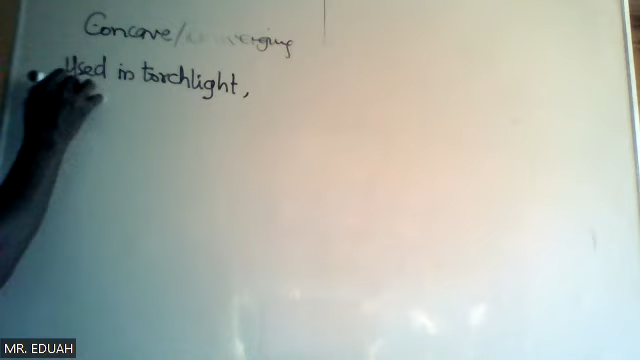 Concave/converging
Used in torchlight,
MR. EDUAH